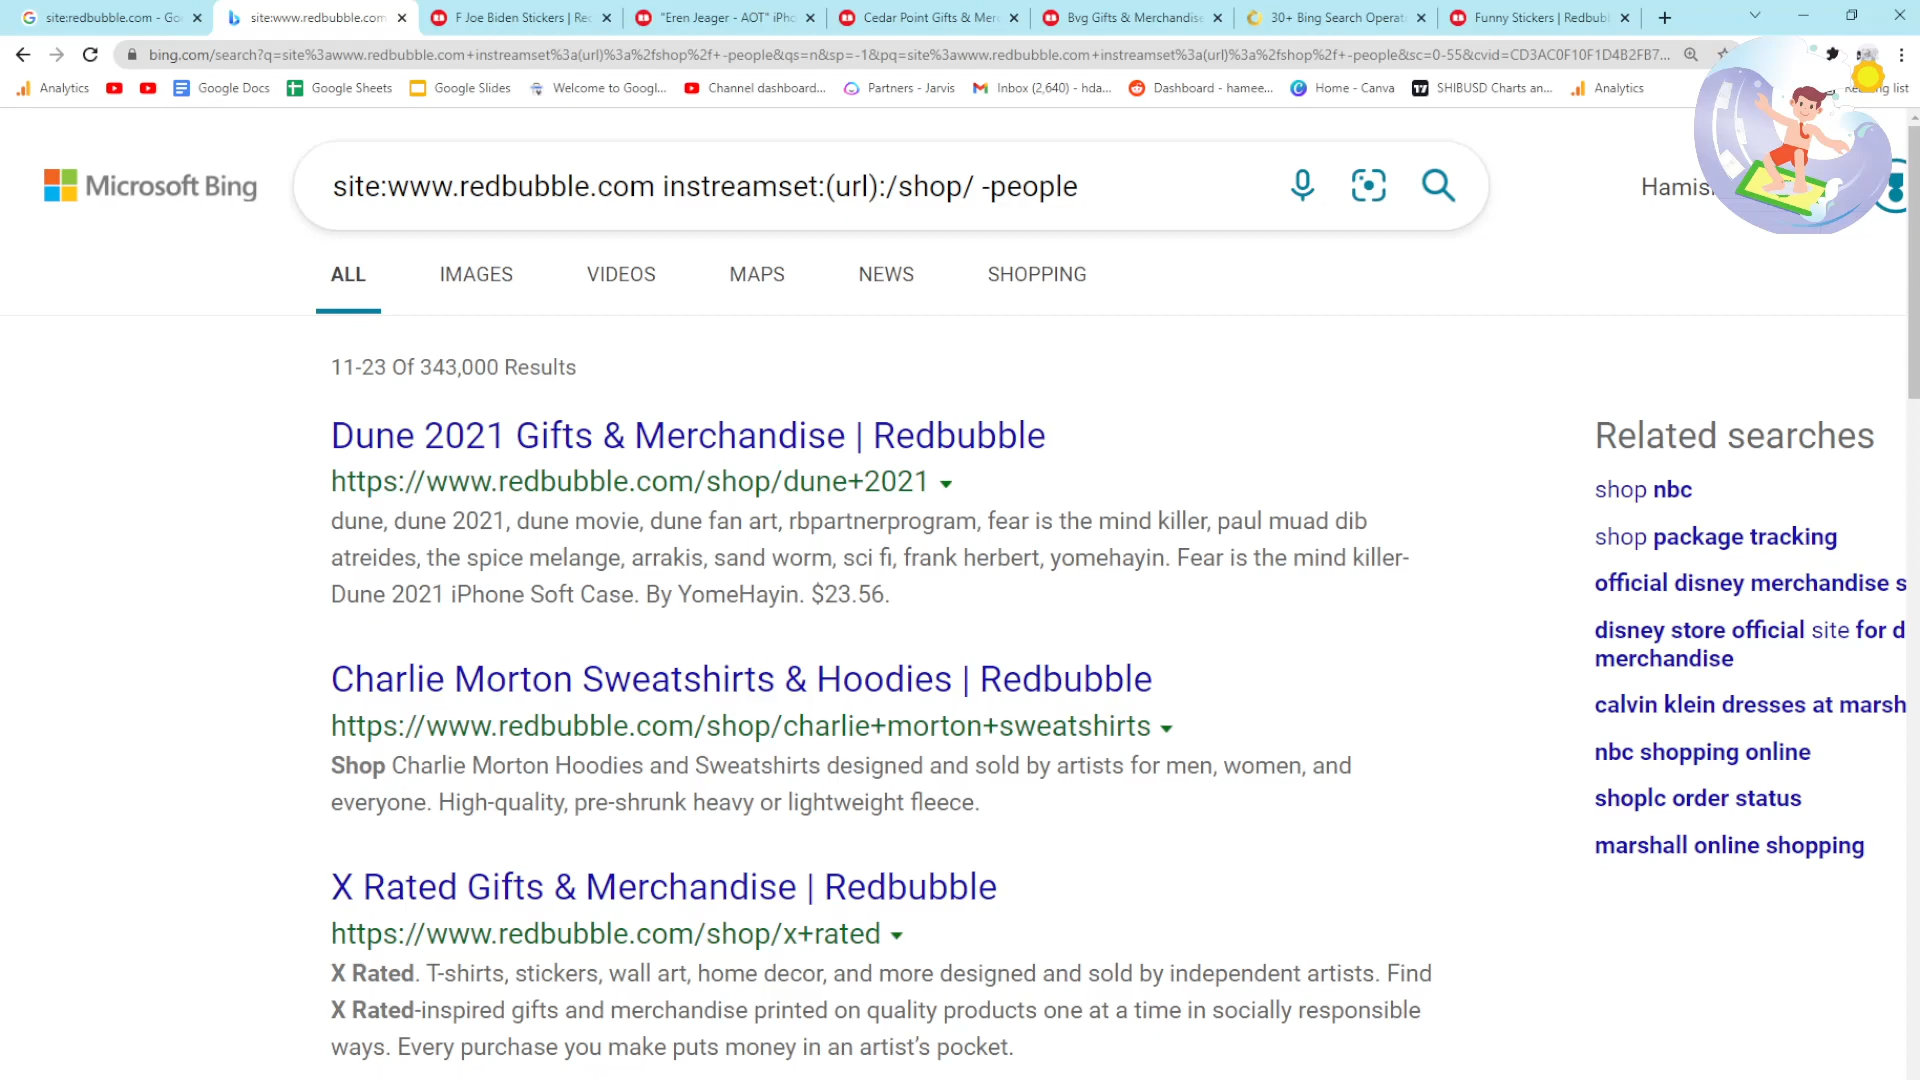 site:redbubble.com - Go
site:www.redbubble.com
F Joe Biden Stickers | Re
"Eren Jeager - AOT" iPh
Cedar Point Gifts & Mer
Bvg Gifts & Merchandise
30+ Bing Search Operat
Funny Stickers | Redbubl
bing.com/search?q=site%3awww.redbubble.com+instreamset%3a(url)%3a%2fshop%2f+-people&qs=n&sp=-1&pq=site%3awww.redbubble.com+instreamset%3a(url)%3a%2fshop%2f+-people&sc=0-55&cvid=CD3AC0F10F1D4B2FB7...
Analytics
Google Docs
Google Sheets
Google Slides
Welcome to Googl...
Channel dashboard...
Partners - Jarvis
Inbox (2,640) - hda...
Dashboard - hamee...
Home - Canva
SHIBUSD Charts an...
Analytics
list
Microsoft Bing
site:www.redbubble.com instreamset:(url):/shop/ -people
Hamis
ALL
IMAGES
VIDEOS
MAPS
NEWS
SHOPPING
11-23 Of 343,000 Results
Dune 2021 Gifts & Merchandise | Redbubble
https://www.redbubble.com/shop/dune+2021
dune, dune 2021, dune movie, dune fan art, rbpartnerprogram, fear is the mind killer, paul muad dib
atreides, the spice melange, arrakis, sand worm, sci fi, frank herbert, yomehayin. Fear is the mind killer-
Dune 2021 iPhone Soft Case. By YomeHayin. $23.56.
Charlie Morton Sweatshirts & Hoodies | Redbubble
https://www.redbubble.com/shop/charlie+morton+sweatshirts
Shop Charlie Morton Hoodies and Sweatshirts designed and sold by artists for men, women, and
everyone. High-quality, pre-shrunk heavy or lightweight fleece.
X Rated Gifts & Merchandise | Redbubble
https://www.redbubble.com/shop/x+rated
X Rated. T-shirts, stickers, wall art, home decor, and more designed and sold by independent artists. Find
X Rated-inspired gifts and merchandise printed on quality products one at a time in socially responsible
ways. Every purchase you make puts money in an artist's pocket.
Related searches
shop nbc
shop package tracking
official disney merchandise s
disney store official site for d
merchandise
calvin klein dresses at marsh
nbc shopping online
shoplc order status
marshall online shopping